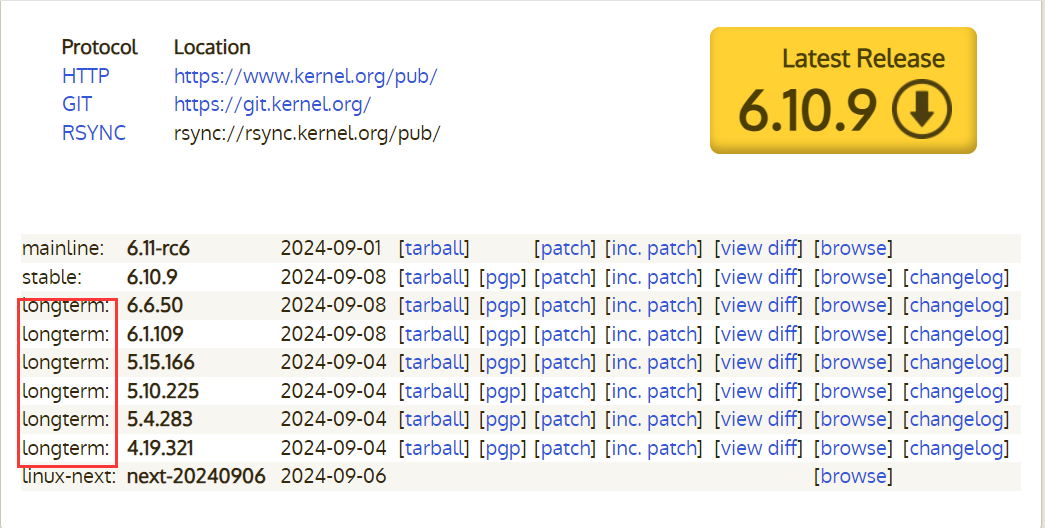 Protocol Location
HTTP https://www.kernel.org/pub/
GIT https://git.kernel.org/
RSYNC rsync://rsync.kernel.org/pub/
Latest Release
6.10.9
mainline: 6.11-rc6 2024-09-01 [tarball] [patch] [inc. patch] [view diff] [browse]
stable: 6.10.9 2024-09-08 [tarball] [pgp] [patch] [inc. patch] [view diff] [browse] [changelog]
longterm: 6.6.50 2024-09-08 [tarball] [pgp] [patch] [inc. patch] [view diff] [browse] [changelog]
longterm: 6.1.109 2024-09-08 [tarball] [pgp] [patch] [inc. patch] [view diff] [browse] [changelog]
longterm: 5.15.166 2024-09-04 [tarball] [pgp] [patch] [inc. patch] [view diff] [browse] [changelog]
longterm: 5.10.225 2024-09-04 [tarball] [pgp] [patch] [inc. patch] [view diff] [browse] [changelog]
longterm: 5.4.283 2024-09-04 [tarball] [pgp] [patch] [inc. patch] [view diff] [browse] [changelog]
longterm: 4.19.321 2024-09-04 [tarball] [pgp] [patch] [inc. patch] [view diff] [browse] [changelog]
linux-next: next-20240906 2024-09-06 [browse]